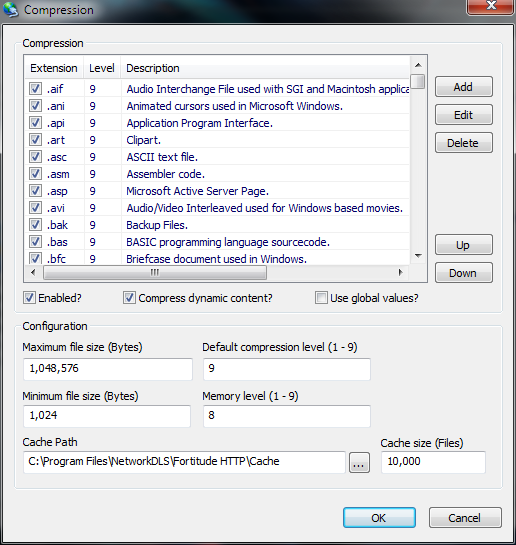 Compression
Compression
Extension Level Description
.aif 9 Audio Interchange File used with SGI and Macintosh applica
.ani 9 Animated cursors used in Microsoft Windows.
.api 9 Application Program Interface.
.art 9 Clipart.
.asc 9 ASCII text file.
.asm 9 Assembler code.
.asp 9 Microsoft Active Server Page.
.avi 9 Audio/Video Interleaved used for Windows based movies.
.bak 9 Backup Files.
.bas 9 BASIC programming language sourcecode.
.bfc 9 Briefcase document used in Windows.
Add
Edit
Delete
Up
Down
Enabled? Compress dynamic content? Use global values?
Configuration
Maximum file size (Bytes) Default compression level (1 - 9)
1,048,576 9
Minimum file size (Bytes) Memory level (1 - 9)
1,024 8
Cache Path Cache size (Files)
C:\Program Files\NetworkDLS\Fortitude HTTP\Cache ... 10,000
OK Cancel